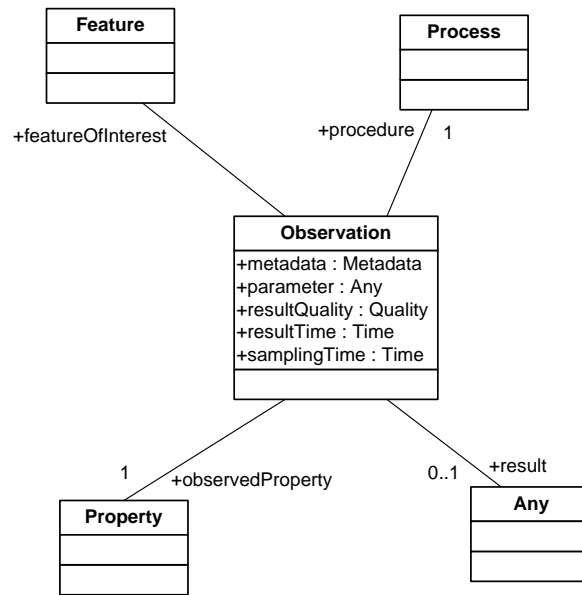 Feature
Process
+featureOfInterest
+procedure
1
Observation
+metadata : Metadata
+parameter : Any
+resultQuality : Quality
+resultTime : Time
+samplingTime : Time
1
+observedProperty
0..1
+result
Property
Any